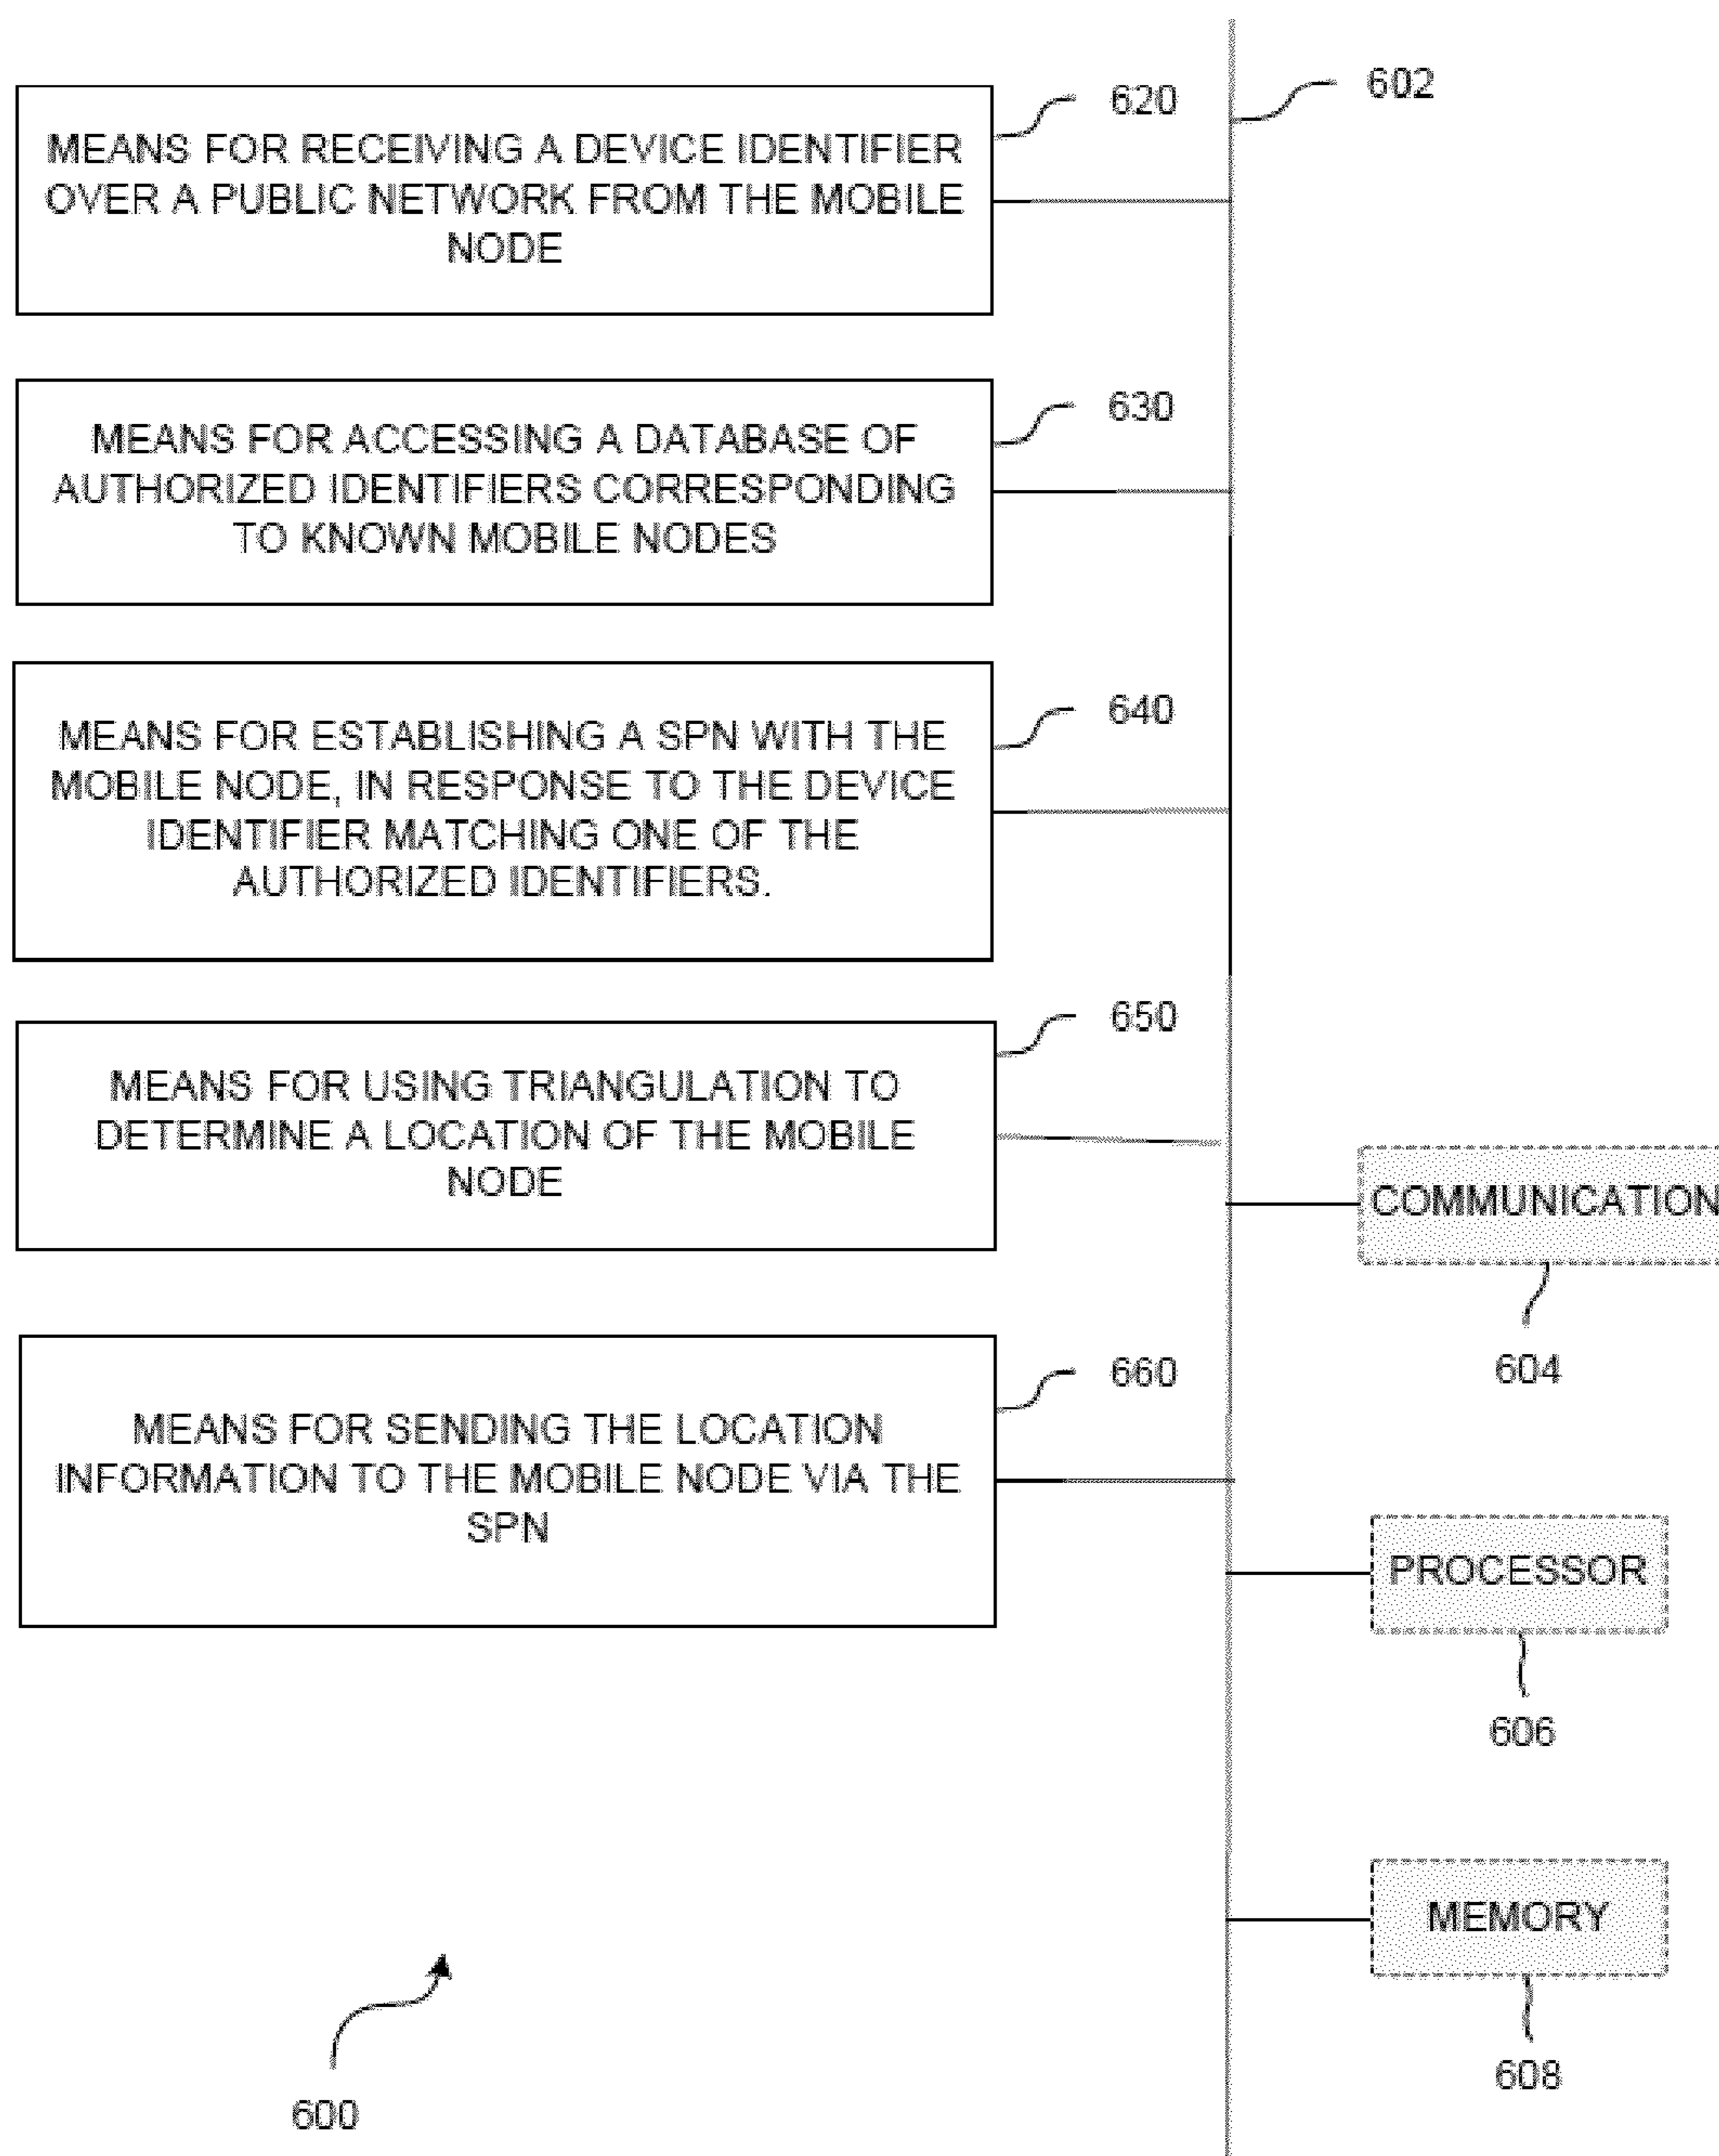 602
620
MEANS FOR RECEIVING A DEVICE IDENTIFIER
OVER A PUBLIC NETWORK FROM THE MOBILE
NODE
630
MEANS FOR ACCESSING A DATABASE OF
AUTHORIZED IDENTIFIERS CORRESPONDING
TO KNOWN MOBILE NODES
640
MEANS FOR ESTABLISHING A SPN WITH THE
MOBILE NODE, IN RESPONSE TO THE DEVICE
IDENTIFIER MATCHING ONE OF THE
AUTHORIZED IDENTIFIERS.
650
MEANS FOR USING TRIANGULATION TO
DETERMINE A LOCATION OF THE MOBILE
NODE
COMMUNICATION
604
660
MEANS FOR SENDING THE LOCATION
INFORMATION TO THE MOBILE NODE VIA THE
SPN
PROCESSOR
606
MEMORY
608
600